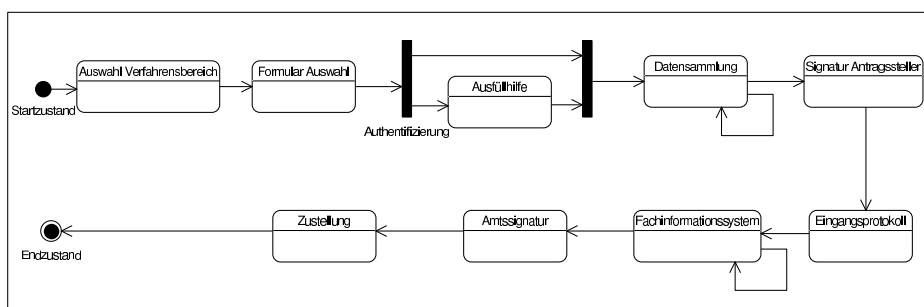 Auswahl Verfahrensbereich
Formular Auswahl
Ausfüllhilfe
Datensammlung
Signatur Antragssteller
Startzustand
Authentifizierung
Zustellung
Amtssignatur
Fachinformationssystem
Eingangsprotokoll
Endzustand